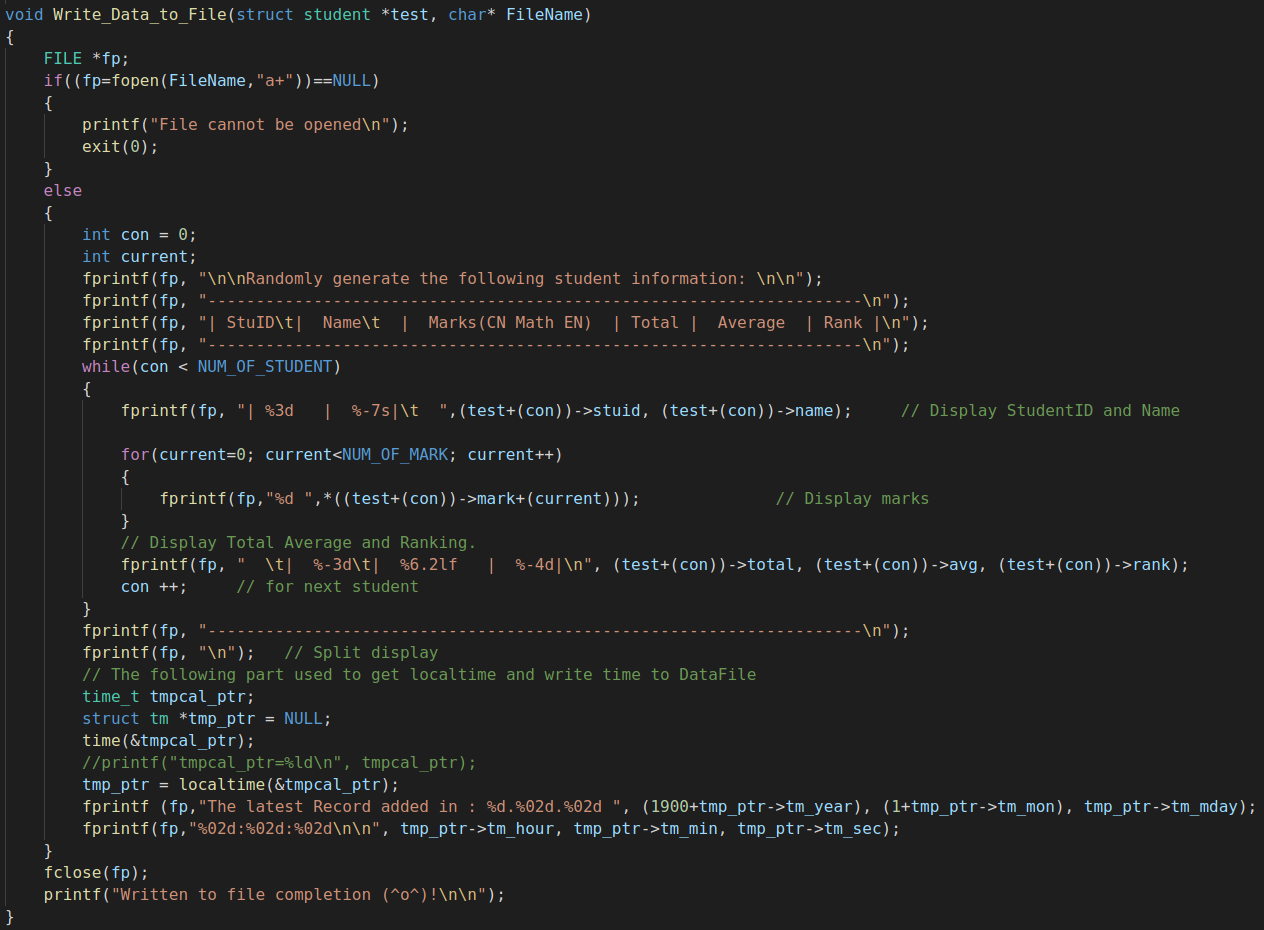 void Write_Data_to_File(struct student *test, char* FileName)
{
    FILE *fp;
    if((fp=fopen(FileName,"a+"))==NULL)
    {
        printf("File cannot be opened\n");
        exit(0);
    }
    else
    {
        int con = 0;
        int current;
        fprintf(fp, "\n\nRandomly generate the following student information: \n\n");
        fprintf(fp, "--------------------------------------------------------------------\n");
        fprintf(fp, "| StuID\t|  Name\t  |  Marks(CN Math EN)  | Total |  Average  | Rank |\n");
        fprintf(fp, "--------------------------------------------------------------------\n");
        while(con < NUM_OF_STUDENT)
        {
            fprintf(fp, "| %3d   |  %-7s|\t  ",(test+(con))->stuid, (test+(con))->name);     // Display StudentID and Name

            for(current=0; current<NUM_OF_MARK; current++)
            {
                fprintf(fp,"%d ",*((test+(con))->mark+(current)));              // Display marks
            }
            // Display Total Average and Ranking.
            fprintf(fp, "  \t|  %-3d\t|  %6.2lf   |  %-4d|\n", (test+(con))->total, (test+(con))->avg, (test+(con))->rank);
            con ++;     // for next student
        }
        fprintf(fp, "--------------------------------------------------------------------\n");
        fprintf(fp, "\n");   // Split display
        // The following part used to get localtime and write time to DataFile
        time_t tmpcal_ptr;
        struct tm *tmp_ptr = NULL;
        time(&tmpcal_ptr);
        //printf("tmpcal_ptr=%ld\n", tmpcal_ptr);
        tmp_ptr = localtime(&tmpcal_ptr);
        fprintf (fp,"The latest Record added in : %d.%02d.%02d ", (1900+tmp_ptr->tm_year), (1+tmp_ptr->tm_mon), tmp_ptr->tm_mday);
        fprintf(fp,"%02d:%02d:%02d\n\n", tmp_ptr->tm_hour, tmp_ptr->tm_min, tmp_ptr->tm_sec);
    }
    fclose(fp);
    printf("Written to file completion (^o^)!\n\n");
}